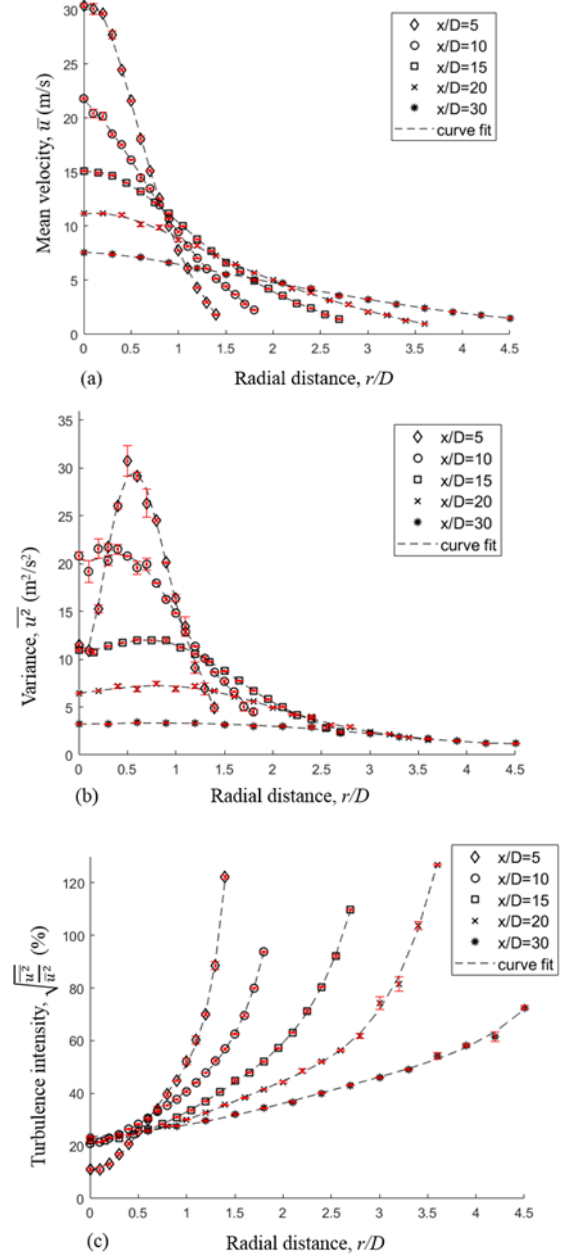 30
25
20
15
10
5
0
Mean velocity, u̅ (m/s)
x/D=5
x/D=10
x/D=15
x/D=20
x/D=30
curve fit
0 0.5 1 1.5 2 2.5 3 3.5 4 4.5
(a) Radial distance, r/D
35
30
25
20
15
10
5
0
Variance, u̅²̅ (m²/s²)
x/D=5
x/D=10
x/D=15
x/D=20
x/D=30
curve fit
0 0.5 1 1.5 2 2.5 3 3.5 4 4.5
(b) Radial distance, r/D
120
100
80
60
40
20
0
Turbulence intensity, √(u̅²̅/u̅²) (%)
x/D=5
x/D=10
x/D=15
x/D=20
x/D=30
curve fit
0 0.5 1 1.5 2 2.5 3 3.5 4 4.5
(c) Radial distance, r/D